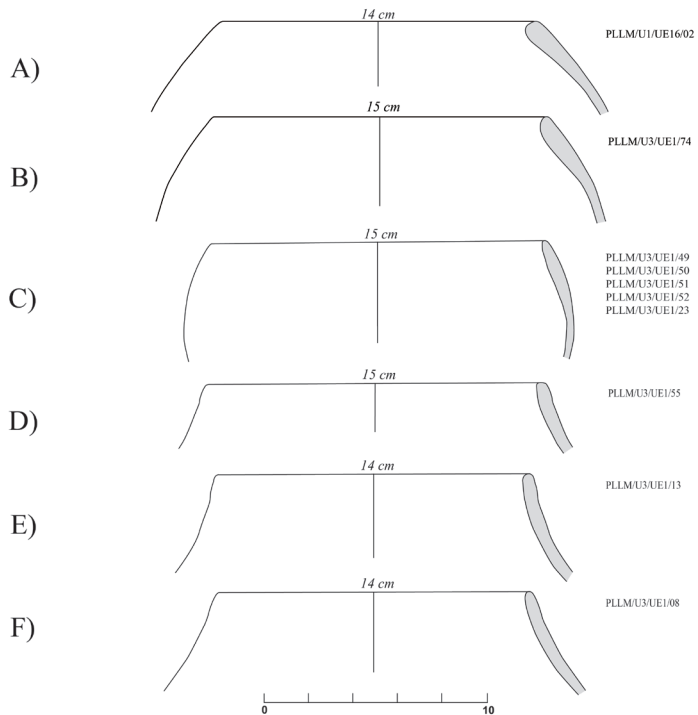 14 cm
PLLM/U1/UE16/02
A)
15 cm
PLLM/U3/UE1/74
B)
15 cm
PLLM/U3/UE1/49
PLLM/U3/UE1/50
PLLM/U3/UE1/51
PLLM/U3/UE1/52
PLLM/U3/UE1/23
C)
15 cm
PLLM/U3/UE1/55
D)
14 cm
PLLM/U3/UE1/13
E)
14 cm
PLLM/U3/UE1/08
F)
0 10